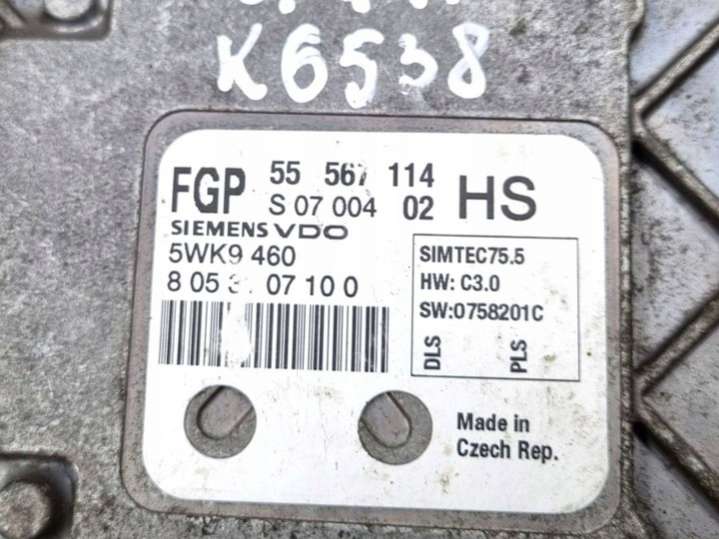 K6538
FGP 55 567 114 HS
S 07 004 02
SIEMENS VDO
5WK9 460
SIMTEC75.5
HW: C3.0
SW:0758201C
DLS PLS
Made in
Czech Rep.